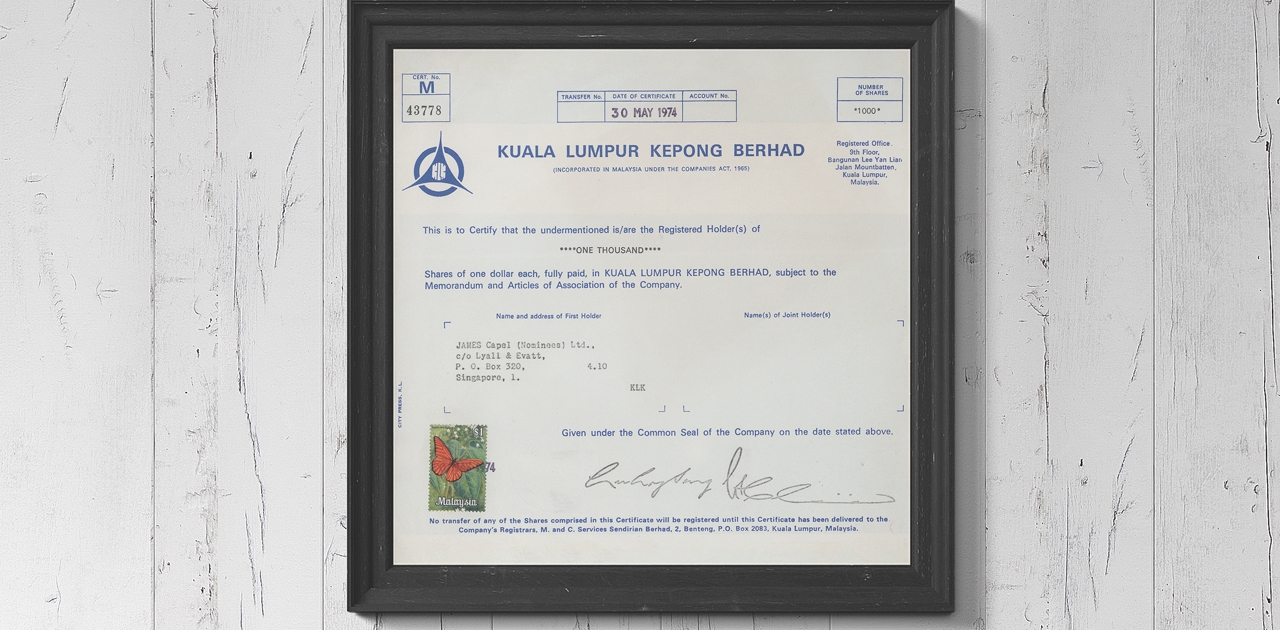 CERT. No.
M
43778
TRANSFER No. DATE OF CERTIFICATE ACCOUNT No.
30 MAY 1974
NUMBER
OF SHARES
*1000*
KUALA LUMPUR KEPONG BERHAD
(INCORPORATED IN MALAYSIA UNDER THE COMPANIES ACT, 1965)
Registered Office.
9th Floor,
Bangunan Lee Yan Lian
Jalan Mountbatten,
Kuala Lumpur,
Malaysia.
This is to Certify that the undermentioned is/are the Registered Holder(s) of
****ONE THOUSAND****
Shares of one dollar each, fully paid, in KUALA LUMPUR KEPONG BERHAD, subject to the
Memorandum and Articles of Association of the Company.
Name and address of First Holder
Name(s) of Joint Holder(s)
JAMES Capel (Nominees) Ltd.,
c/o Lyall & Evatt,
P. O. Box 320, 4.10
Singapore, 1.
KLK
CITY PRESS, K.L.
Given under the Common Seal of the Company on the date stated above.
$1
74
Malaysia
No transfer of any of the Shares comprised in this Certificate will be registered until this Certificate has been delivered to the
Company's Registrars, M. and C. Services Sendirian Berhad, 2, Benteng, P.O. Box 2083, Kuala Lumpur, Malaysia.